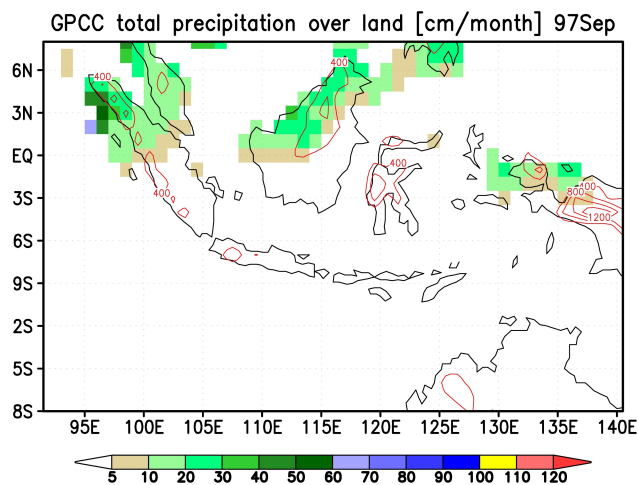 GPCC total precipitation over land [cm/month] 97Sep
6N
3N
EQ
3S
6S
9S
2S
5S
8S
400
400
400
400
400
800
1200
95E 100E 105E 110E 115E 120E 125E 130E 135E 140E
5 10 20 30 40 50 60 70 80 90 100 110 120